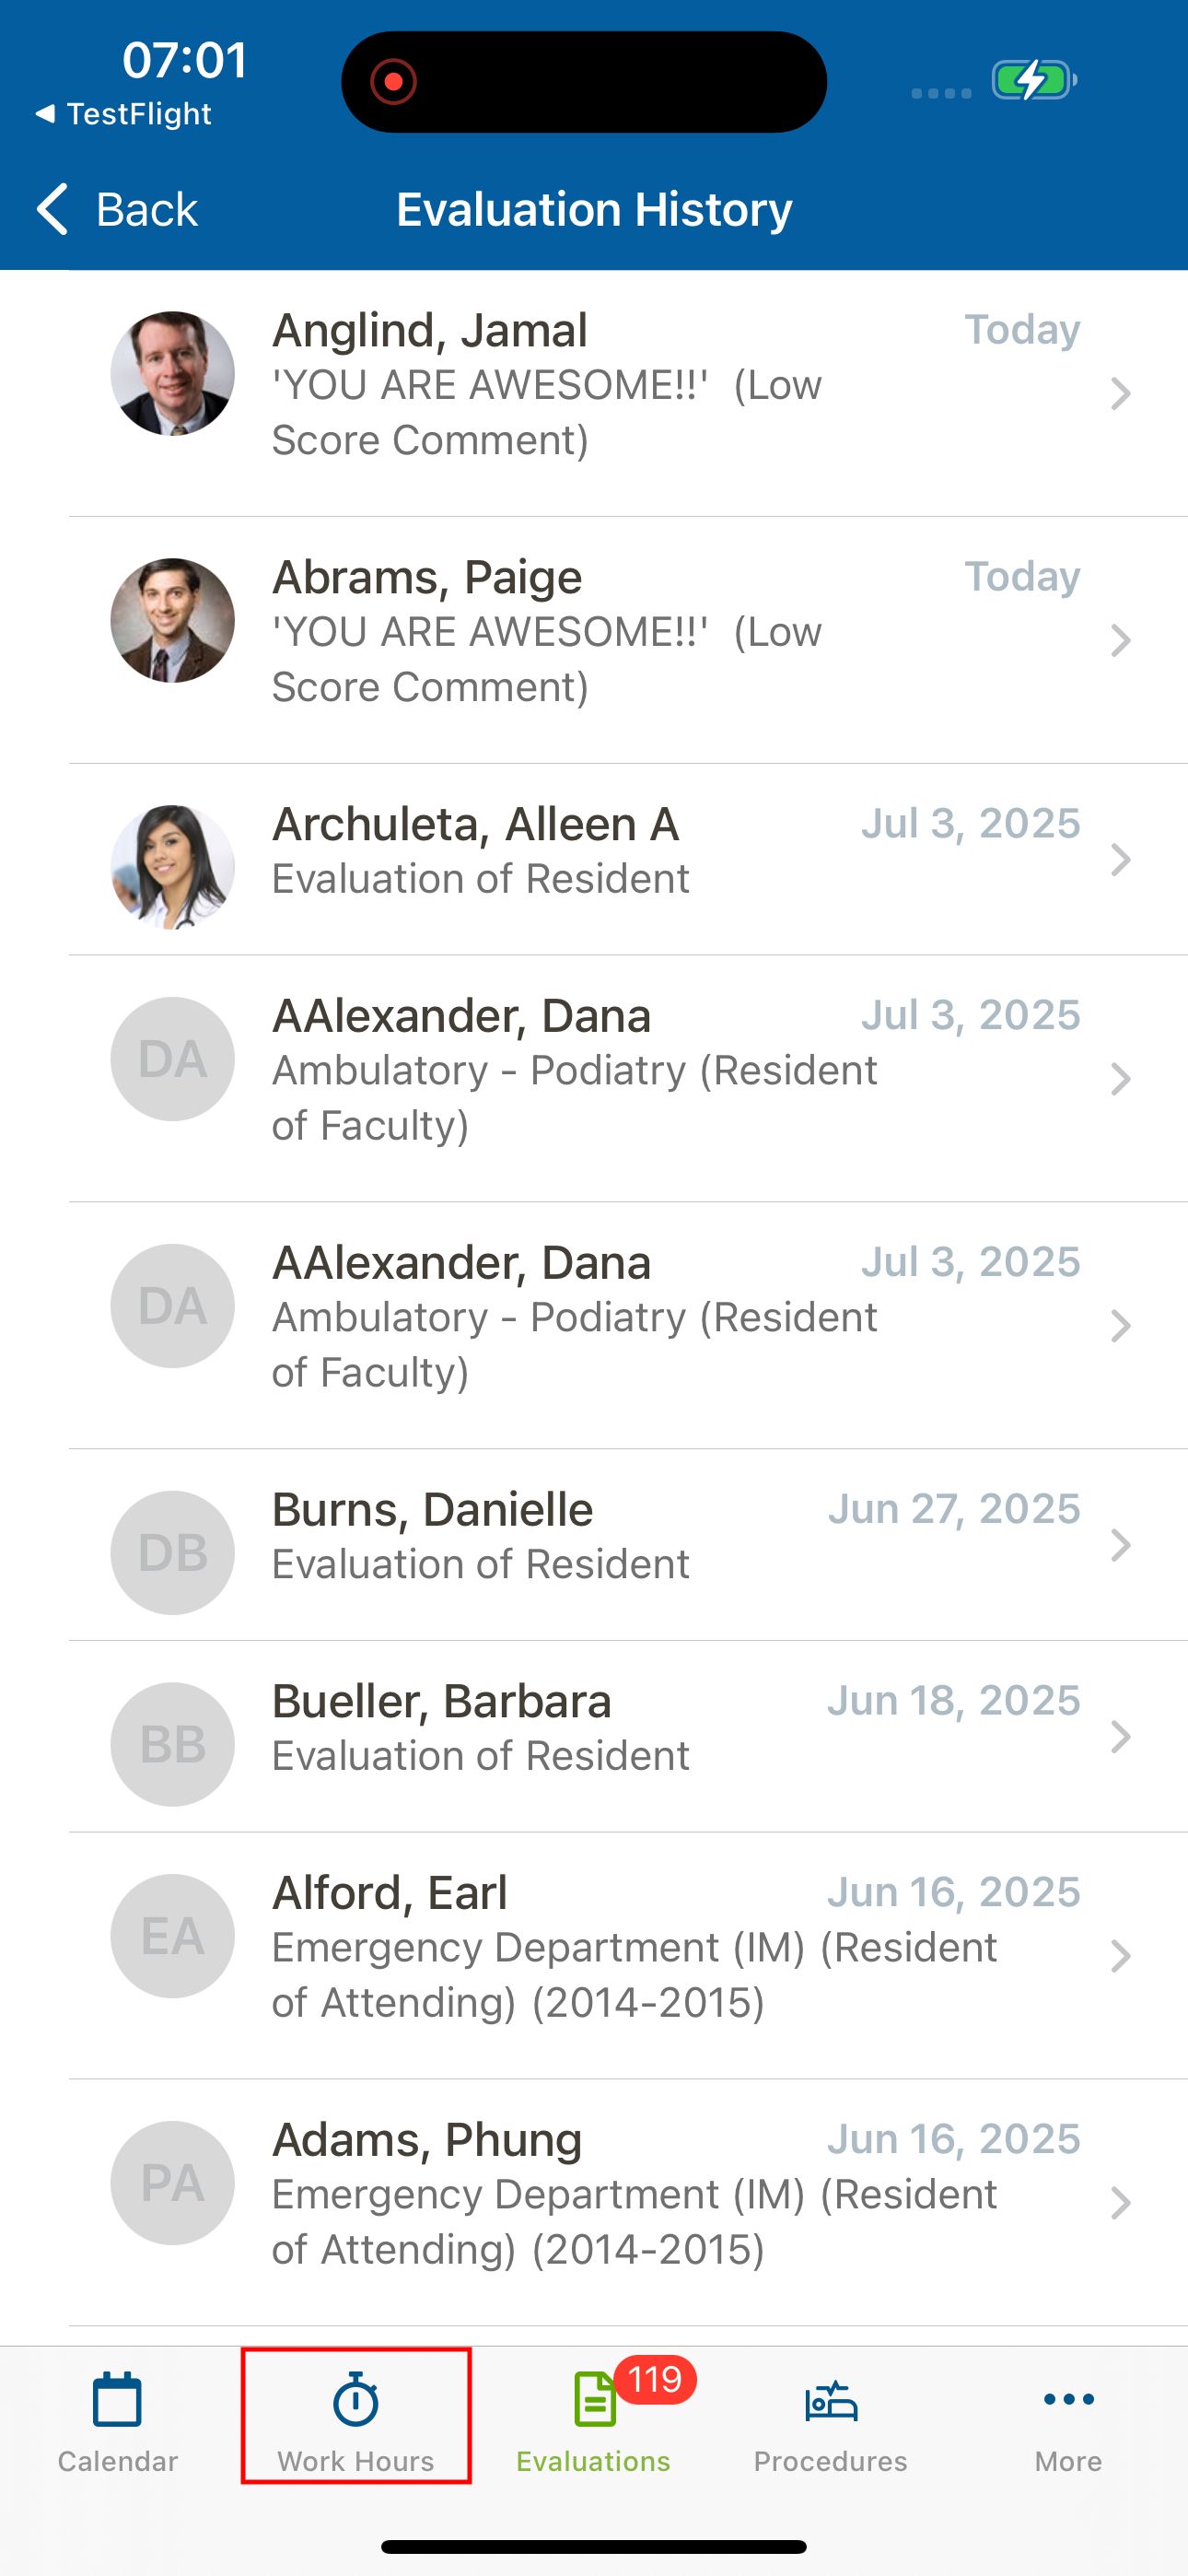 07:01
◀ TestFlight
Back
Evaluation History
Anglind, Jamal
Today
'YOU ARE AWESOME!!'  (Low
Score Comment)
Abrams, Paige
Today
'YOU ARE AWESOME!!'  (Low
Score Comment)
Archuleta, Alleen A
Jul 3, 2025
Evaluation of Resident
DA
AAlexander, Dana
Jul 3, 2025
Ambulatory - Podiatry (Resident
of Faculty)
DA
AAlexander, Dana
Jul 3, 2025
Ambulatory - Podiatry (Resident
of Faculty)
DB
Burns, Danielle
Jun 27, 2025
Evaluation of Resident
BB
Bueller, Barbara
Jun 18, 2025
Evaluation of Resident
EA
Alford, Earl
Jun 16, 2025
Emergency Department (IM) (Resident
of Attending) (2014-2015)
PA
Adams, Phung
Jun 16, 2025
Emergency Department (IM) (Resident
of Attending) (2014-2015)
119
Calendar
Work Hours
Evaluations
Procedures
More